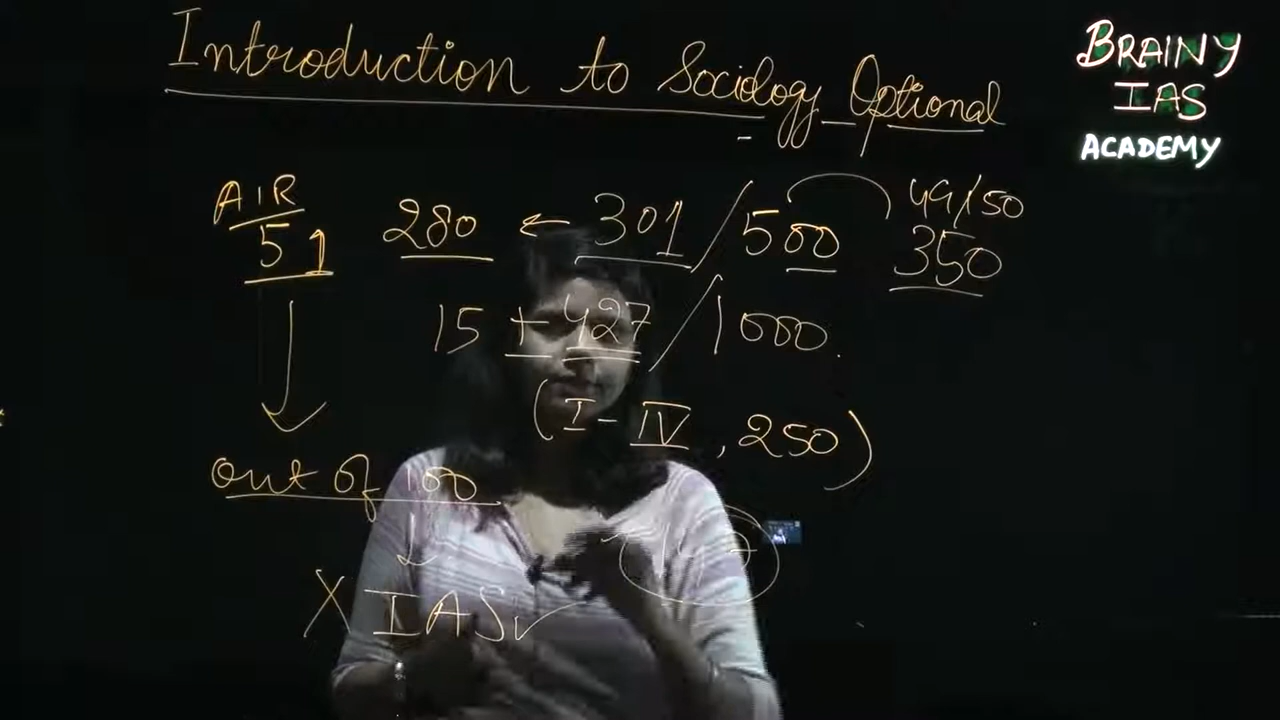 Introduction to Sociology Optional
BRAINY
IAS
ACADEMY
AIR
51
280 ← 301 / 500
49/50
350
15 + 427 / 1000.
(I - IV, 250)
out of 100
X IAS ✓